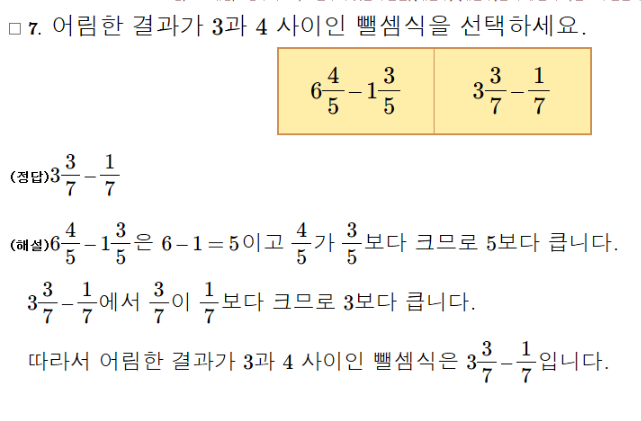 □ 7. 어림한 결과가 3과 4 사이인 뺄셈식을 선택하세요.
6 4/5 − 1 3/5 3 3/7 − 1/7
(정답) 3 3/7 − 1/7
(해설) 6 4/5 − 1 3/5 은 6 − 1 = 5이고 4/5 가 3/5 보다 크므로 5보다 큽니다.
3 3/7 − 1/7 에서 3/7 이 1/7 보다 크므로 3보다 큽니다.
따라서 어림한 결과가 3과 4 사이인 뺄셈식은 3 3/7 − 1/7 입니다.